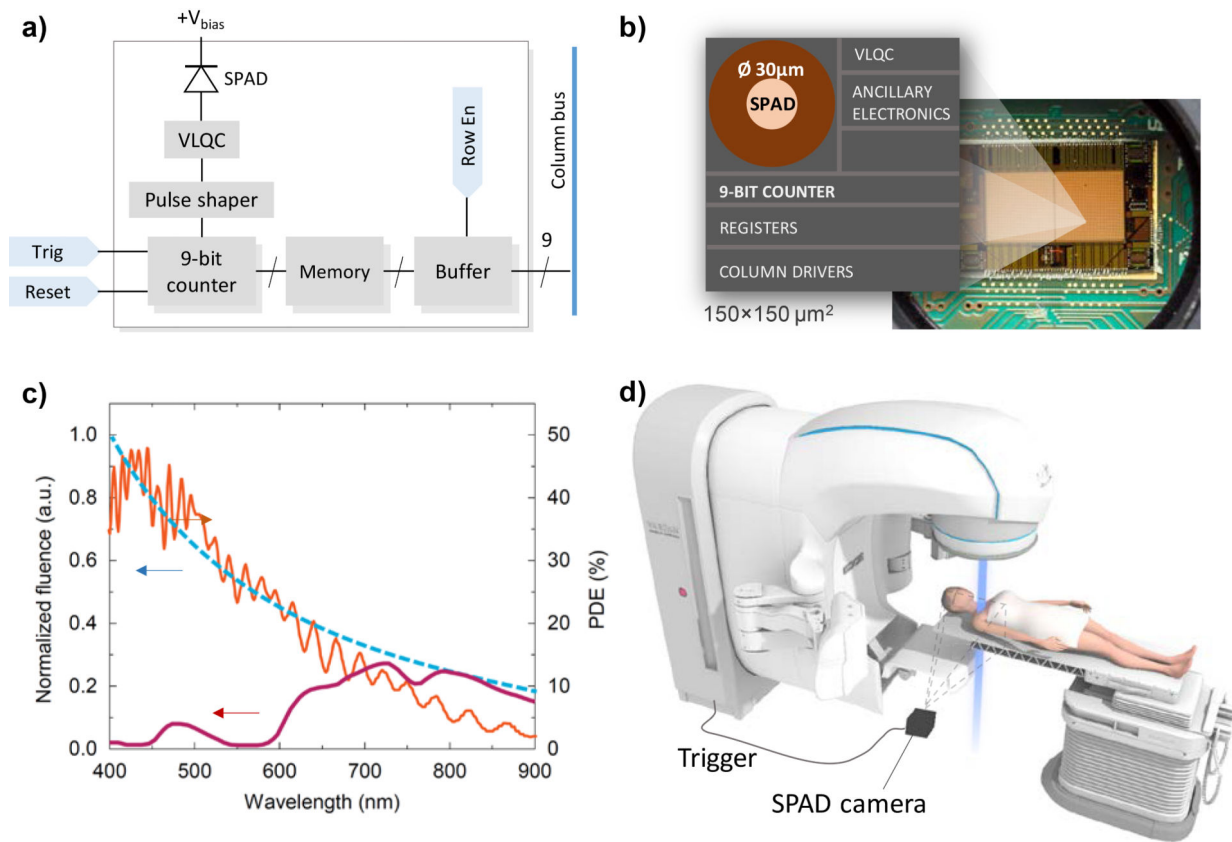 a)
+Vbias
SPAD
VLQC
Pulse shaper
Row En
Column bus
Trig
Reset
9-bit
counter
Memory
Buffer
9
b)
Ø 30µm
SPAD
VLQC
ANCILLARY
ELECTRONICS
9-BIT COUNTER
REGISTERS
COLUMN DRIVERS
150×150 µm²
c)
Normalized fluence (a.u.)
1.0
0.8
0.6
0.4
0.2
0.0
50
40
30
20
10
0
PDE (%)
400
500
600
700
800
900
Wavelength (nm)
d)
Trigger
SPAD camera